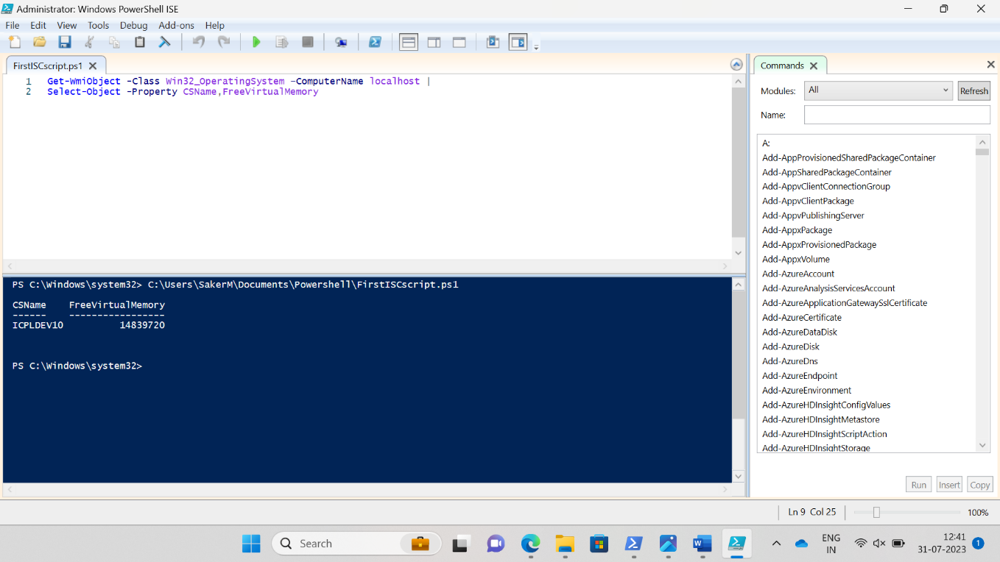 Administrator: Windows PowerShell ISE
File Edit View Tools Debug Add-ons Help
FirstISCscript.ps1
1 Get-WmiObject -Class Win32_OperatingSystem –ComputerName localhost |
2 Select-Object -Property CSName,FreeVirtualMemory
PS C:\Windows\system32> C:\Users\SakerM\Documents\Powershell\FirstISCscript.ps1
CSName FreeVirtualMemory
------ -----------------
ICPLDEV10 14839720
PS C:\Windows\system32>
Commands
Modules: All Refresh
Name:
A:
Add-AppProvisionedSharedPackageContainer
Add-AppSharedPackageContainer
Add-AppvClientConnectionGroup
Add-AppvClientPackage
Add-AppvPublishingServer
Add-AppxPackage
Add-AppxProvisionedPackage
Add-AppxVolume
Add-AzureAccount
Add-AzureAnalysisServicesAccount
Add-AzureApplicationGatewaySslCertificate
Add-AzureCertificate
Add-AzureDataDisk
Add-AzureDisk
Add-AzureDns
Add-AzureEndpoint
Add-AzureEnvironment
Add-AzureHDInsightConfigValues
Add-AzureHDInsightMetastore
Add-AzureHDInsightScriptAction
Add-AzureHDInsightStorage
Run Insert Copy
Ln 9 Col 25 100%
Search
ENG
IN
12:41
31-07-2023
1